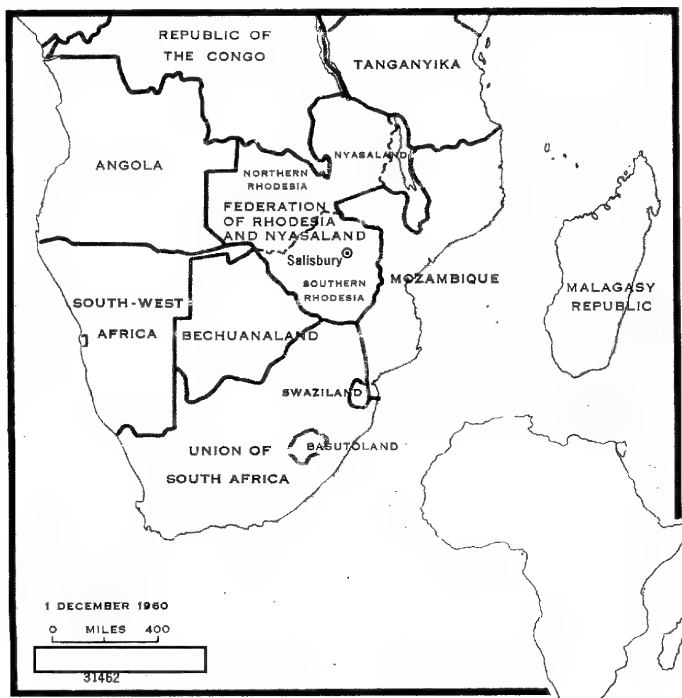 REPUBLIC OF
THE CONGO
TANGANYIKA
ANGOLA
NYASALAND
NORTHERN
RHODESIA
FEDERATION
OF RHODESIA
AND NYASALAND
Salisbury
SOUTHERN
RHODESIA
MOZAMBIQUE
SOUTH-WEST
AFRICA
BECHUANALAND
MALAGASY
REPUBLIC
SWAZILAND
BASUTOLAND
UNION OF
SOUTH AFRICA
1 DECEMBER 1960
0 MILES 400
31462